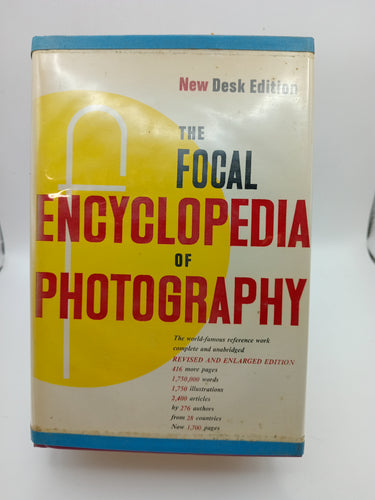 New Desk Edition
THE
FOCAL
ENCYCLOPEDIA
OF
PHOTOGRAPHY
The world-famous reference work
complete and unabridged
REVISED AND ENLARGED EDITION
416 more pages
1,750,000 words
1,750 illustrations
2,400 articles
by 276 authors
from 28 countries
Now 1,700 pages